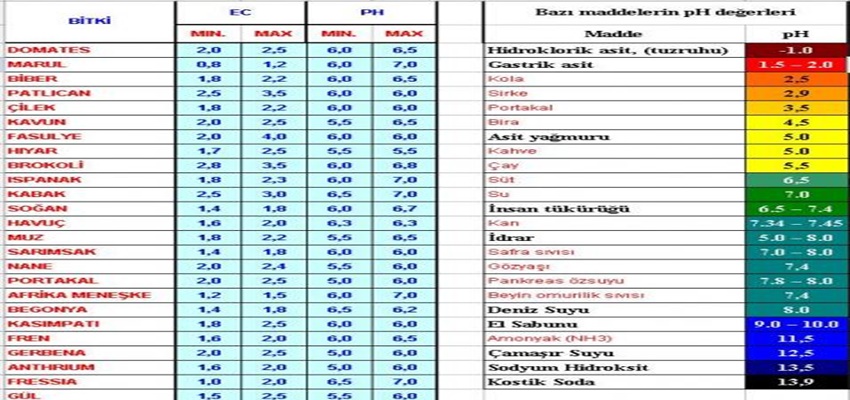 BİTKİ EC PH
MIN. MAX MIN. MAX
DOMATES 2,0 2,5 6,0 6,5
MARUL 0,8 1,2 6,0 7,0
BİBER 1,8 2,2 6,0 6,5
PATLICAN 2,5 3,5 6,0 6,0
ÇİLEK 1,8 2,2 6,0 6,0
KAVUN 2,0 2,5 5,5 6,5
FASULYE 2,0 4,0 6,0 6,0
HIYAR 1,7 2,5 5,5 5,5
BROKOLİ 2,8 3,5 6,0 6,8
ISPANAK 1,8 2,3 6,0 7,0
KABAK 2,5 3,0 6,5 7,0
SOĞAN 1,4 1,8 6,0 6,7
HAVUÇ 1,6 2,0 6,3 6,3
MUZ 1,8 2,2 5,5 6,5
SARIMSAK 1,4 1,8 6,0 6,0
NANE 2,0 2,4 5,5 6,0
PORTAKAL 2,0 2,5 5,0 6,0
AFRİKA MENEŞKE 1,2 1,5 6,0 7,0
BEGONYA 1,4 1,8 6,5 6,2
KASIMPATI 1,8 2,5 6,0 6,0
FREN 1,6 2,0 6,0 6,5
GERBENA 2,0 2,5 5,0 6,0
ANTHRIUM 1,6 2,0 5,0 6,0
FRESSIA 1,0 2,0 6,5 7,0
GÜL 1,5 2,5 5,5 6,0
Bazı maddelerin pH değerleri
Madde pH
Hidroklorik asit, (tuzruhu) -1.0
Gastrik asit 1.5 – 2.0
Kola 2,5
Sirke 2,9
Portakal 3,5
Bira 4,5
Asit yağmuru 5.0
Kahve 5.0
Çay 5,5
Süt 6,5
Su 7.0
İnsan tükürüğü 6.5 – 7.4
Kan 7.34 – 7.45
İdrar 5.0 – 8.0
Safra sıvısı 7.0 – 8.0
Gözyaşı 7,4
Pankreas özsuyu 7.8 – 8.0
Beyin omurilik sıvısı 7,4
Deniz Suyu 8.0
El Sabunu 9.0 – 10.0
Amonyak (NH3) 11,5
Çamaşır Suyu 12,5
Sodyum Hidroksit 13,5
Kostik Soda 13,9